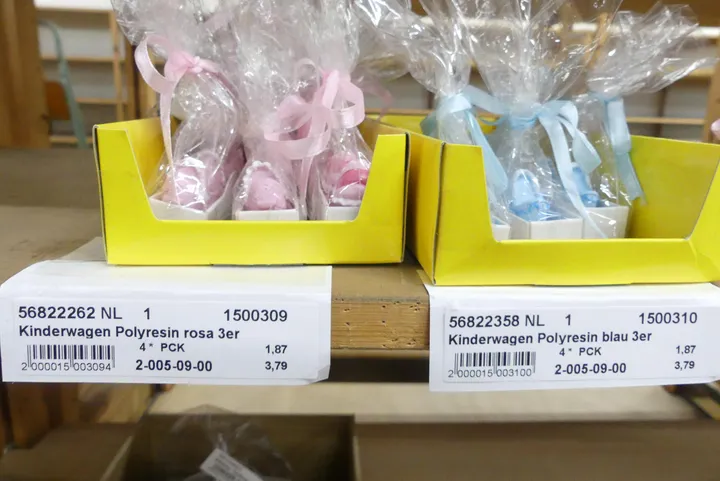 56822262 NL 1 1500309
Kinderwagen Polyresin rosa 3er
4 * PCK 1,87
2 000015 003094 2-005-09-00 3,79
56822358 NL 1 1500310
Kinderwagen Polyresin blau 3er
4 * PCK 1,87
2 000015 003100 2-005-09-00 3,79